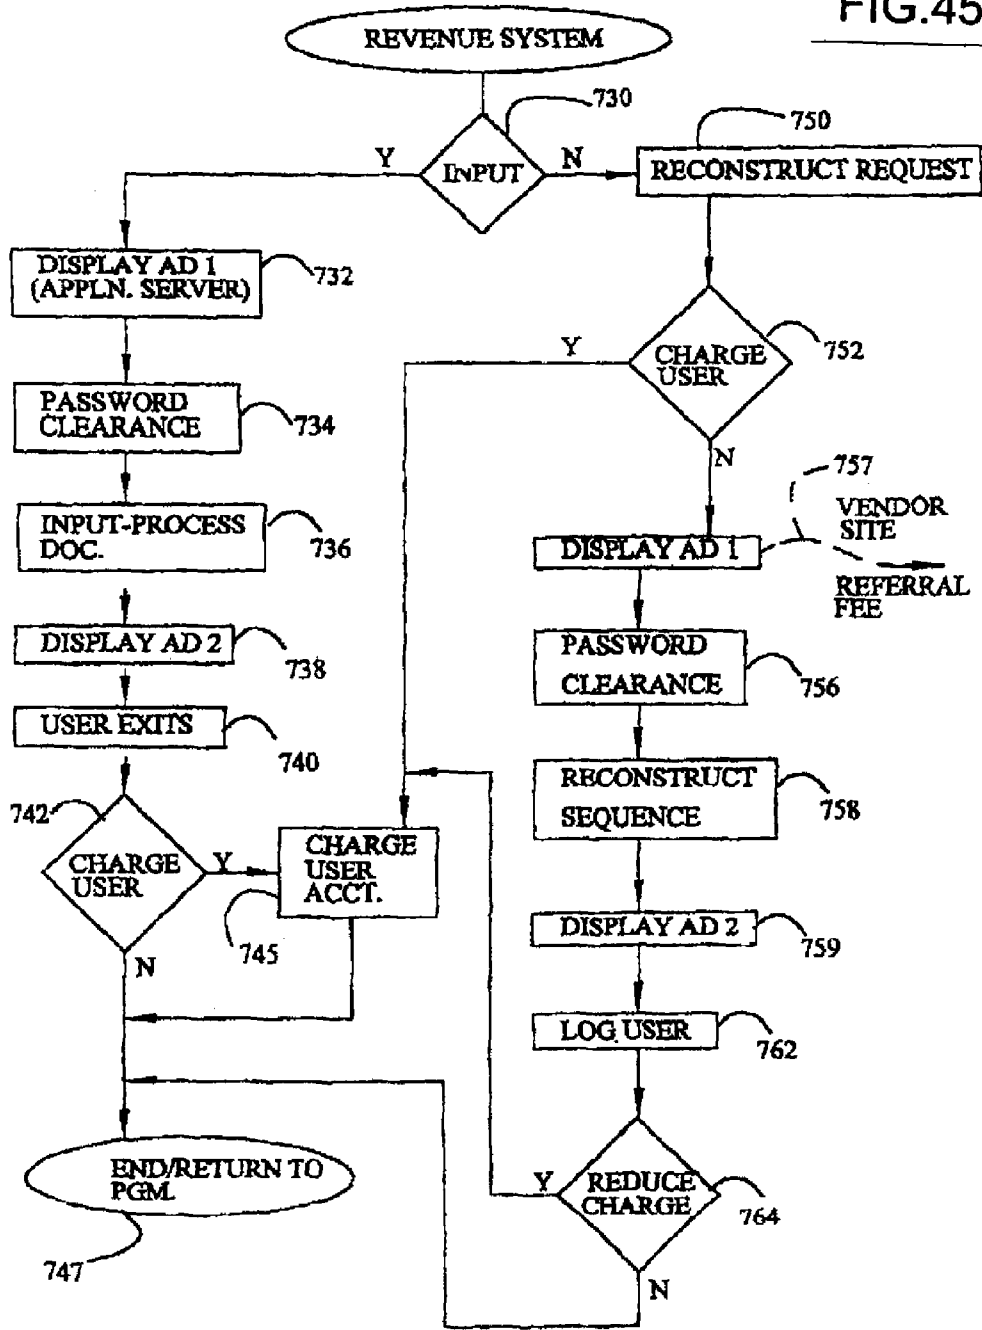 FIG.45
REVENUE SYSTEM
730
INPUT
Y
N
750
RECONSTRUCT REQUEST
DISPLAY AD 1
(APPLN. SERVER)
732
CHARGE
USER
752
Y
N
PASSWORD
CLEARANCE
734
757
VENDOR
SITE
INPUT-PROCESS
DOC.
736
DISPLAY AD 1
REFERRAL
FEE
DISPLAY AD 2
738
PASSWORD
CLEARANCE
756
USER EXITS
740
RECONSTRUCT
SEQUENCE
758
742
CHARGE
USER
Y
N
CHARGE
USER
ACCT.
745
DISPLAY AD 2
759
LOG USER
762
END/RETURN TO
PGM.
747
REDUCE
CHARGE
764
Y
N